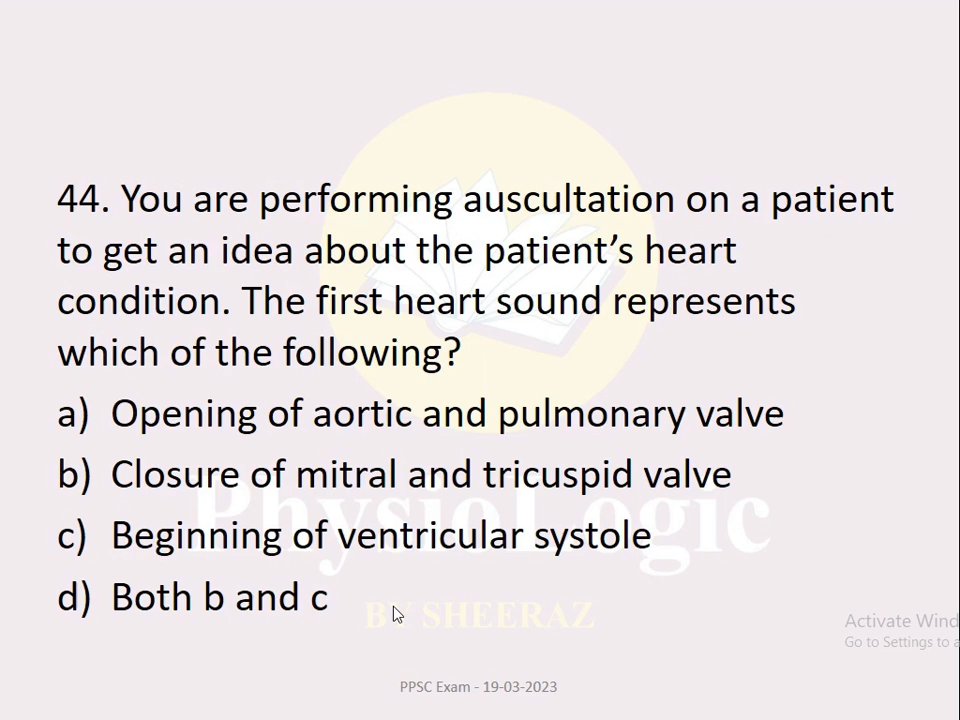 44. You are performing auscultation on a patient
to get an idea about the patient’s heart
condition. The first heart sound represents
which of the following?
a) Opening of aortic and pulmonary valve
b) Closure of mitral and tricuspid valve
PhysioLogic
c) Beginning of ventricular systole
d) Both b and c
BY SHEERAZ
Activate Wind
Go to Settings to a
PPSC Exam - 19-03-2023